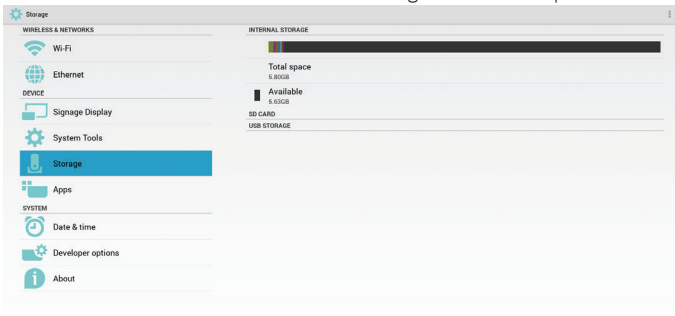 Storage
WIRELESS & NETWORKS
Wi-Fi
Ethernet
DEVICE
Signage Display
System Tools
Storage
Apps
SYSTEM
Date & time
Developer options
About
INTERNAL STORAGE
Total space
5.80GB
Available
5.63GB
SD CARD
USB STORAGE